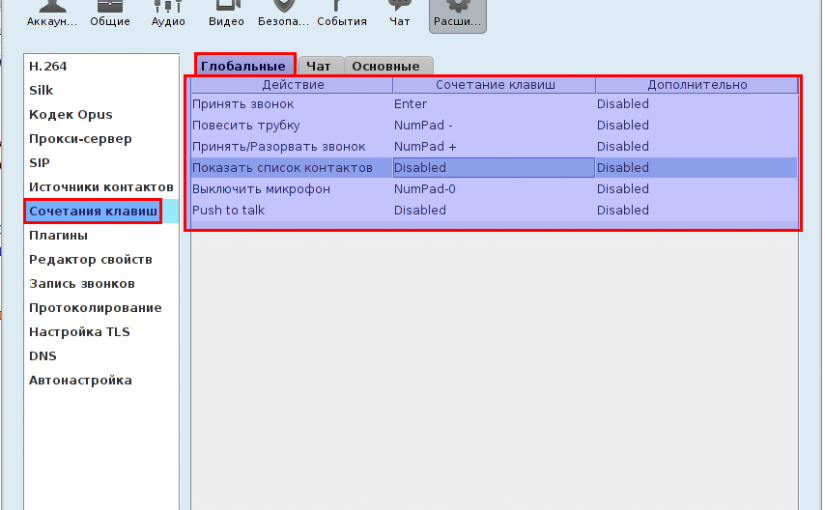 Аккаун... Общие Аудио Видео Безопа... События Чат Расши...
H.264
Silk
Кодек Opus
Прокси-сервер
SIP
Источники контактов
Сочетания клавиш
Плагины
Редактор свойств
Запись звонков
Протоколирование
Настройка TLS
DNS
Автонастройка
Глобальные Чат Основные
Действие Сочетание клавиш Дополнительно
Принять звонок Enter Disabled
Повесить трубку NumPad - Disabled
Принять/Разорвать звонок NumPad + Disabled
Показать список контактов Disabled Disabled
Выключить микрофон NumPad-0 Disabled
Push to talk Disabled Disabled